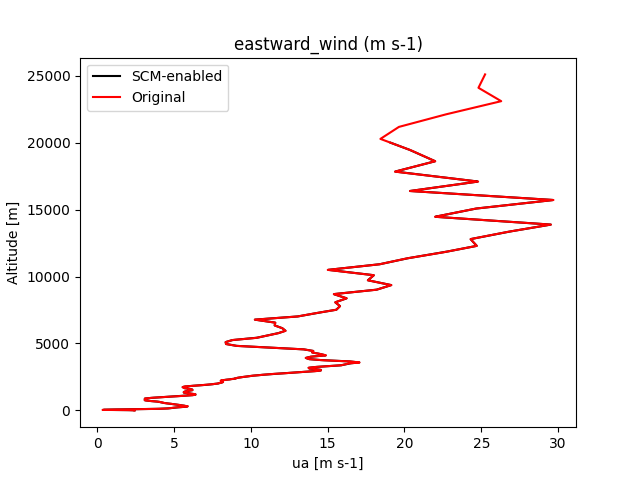 eastward_wind (m s-1)
SCM-enabled
Original
25000
20000
15000
10000
5000
0
Altitude [m]
0 5 10 15 20 25 30
ua [m s-1]